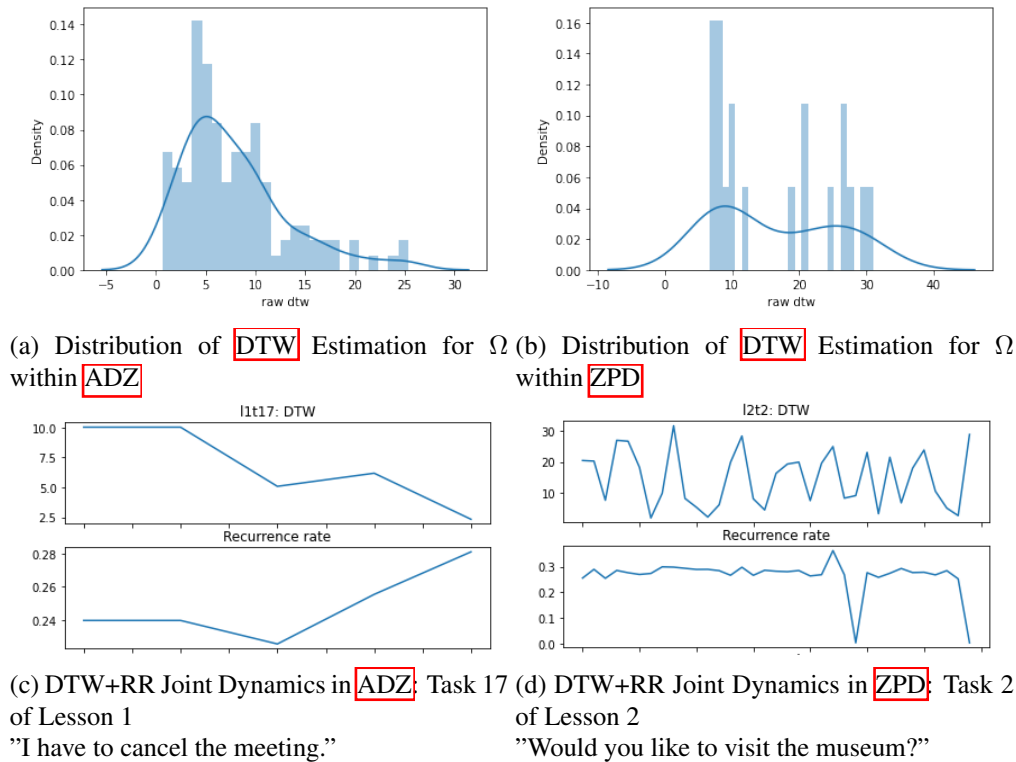 0.14
0.12
0.10
0.08
0.06
0.04
0.02
0.00
Density
−5 0 5 10 15 20 25 30
raw dtw
0.16
0.14
0.12
0.10
0.08
0.06
0.04
0.02
0.00
Density
−10 0 10 20 30 40
raw dtw
(a) Distribution of DTW Estimation for Ω
within ADZ
(b) Distribution of DTW Estimation for Ω
within ZPD
l1t17: DTW
10.0
7.5
5.0
2.5
Recurrence rate
0.28
0.26
0.24
l2t2: DTW
30
20
10
Recurrence rate
0.3
0.2
0.1
0.0
(c) DTW+RR Joint Dynamics in ADZ: Task 17
of Lesson 1
”I have to cancel the meeting.”
(d) DTW+RR Joint Dynamics in ZPD: Task 2
of Lesson 2
”Would you like to visit the museum?”